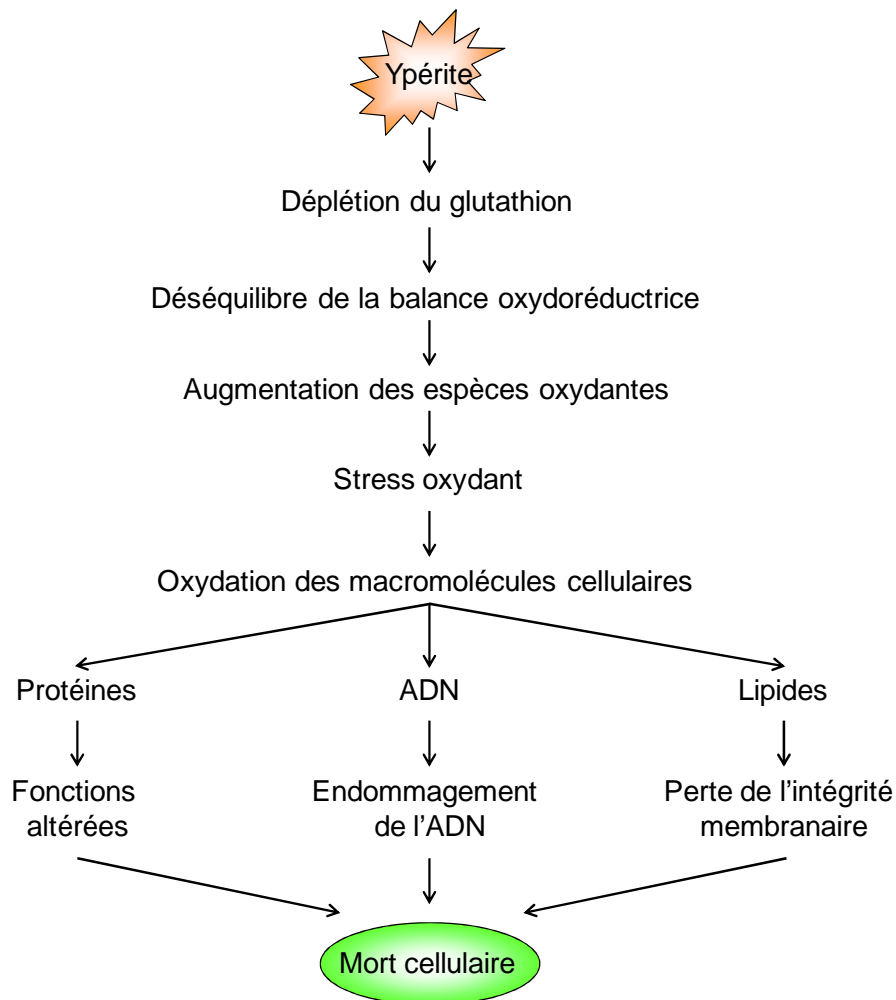 Ypérite
Déplétion du glutathion
Déséquilibre de la balance oxydoréductrice
Augmentation des espèces oxydantes
Stress oxydant
Oxydation des macromolécules cellulaires
Protéines
ADN
Lipides
Fonctions
altérées
Endommagement
de l’ADN
Perte de l’intégrité
membranaire
Mort cellulaire